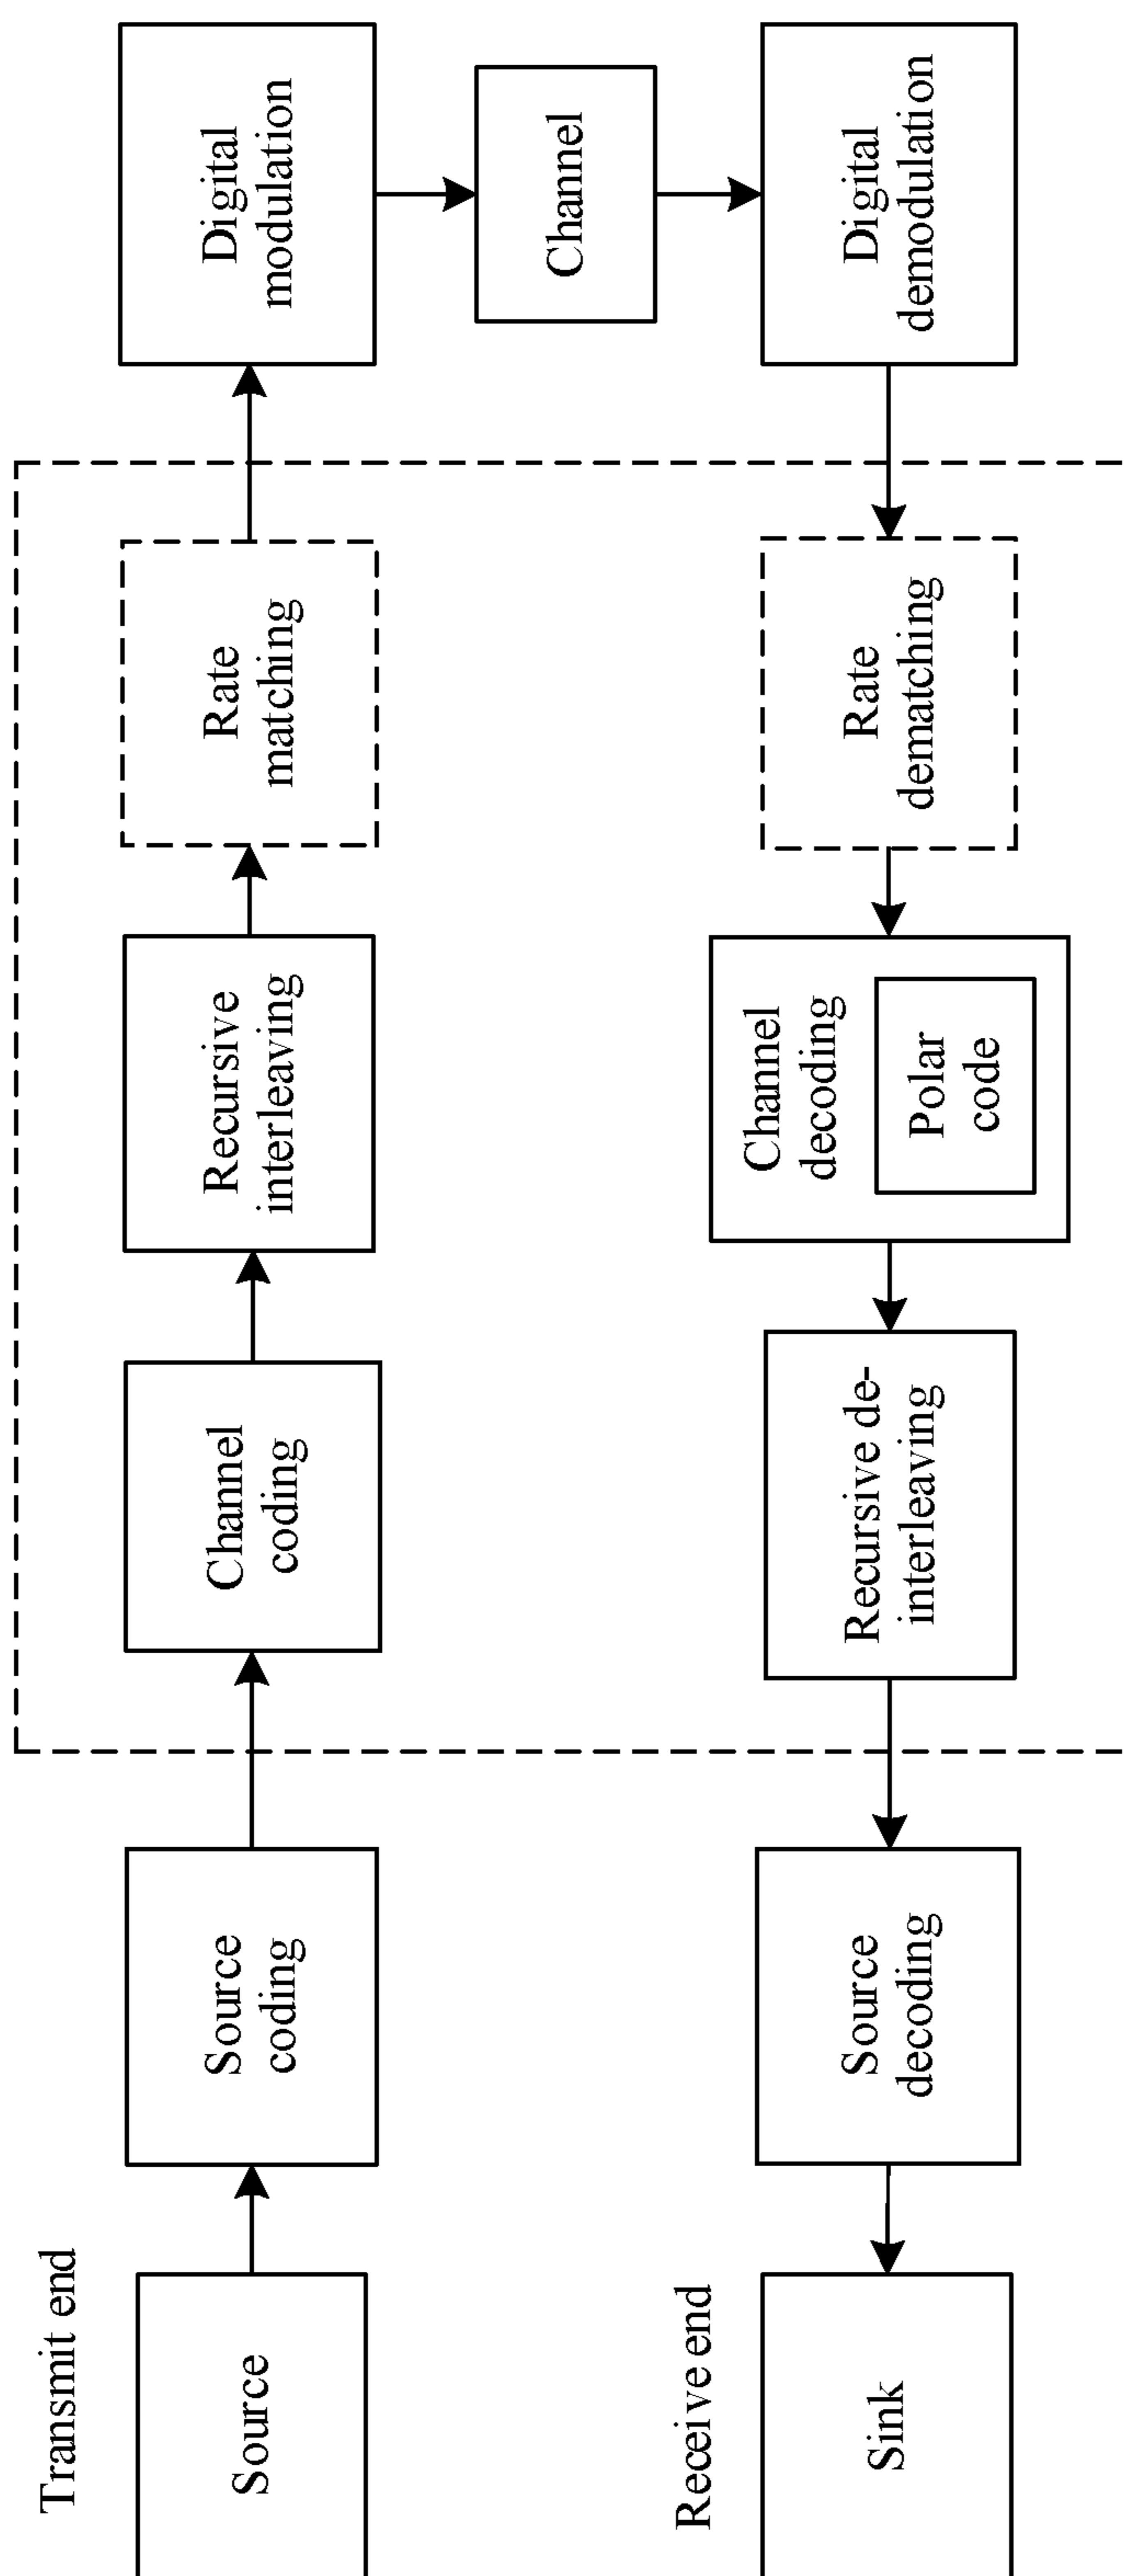 Transmit end
Source
Source
coding
Channel
coding
Recursive
interleaving
Rate
matching
Digital
modulation
Channel
Receive end
Sink
Source
decoding
Recursive de-
interleaving
Channel
decoding
Polar
code
Rate
dematching
Digital
demodulation